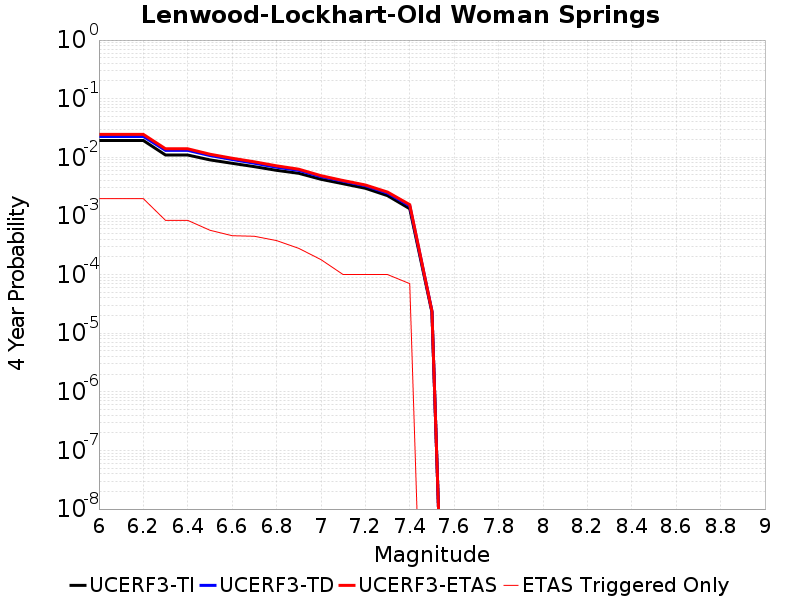 Lenwood-Lockhart-Old Woman Springs
10^0
10^-1
10^-2
10^-3
10^-4
10^-5
10^-6
10^-7
10^-8
4 Year Probability
6 6.2 6.4 6.6 6.8 7 7.2 7.4 7.6 7.8 8 8.2 8.4 8.6 8.8 9
Magnitude
UCERF3-TI UCERF3-TD UCERF3-ETAS ETAS Triggered Only